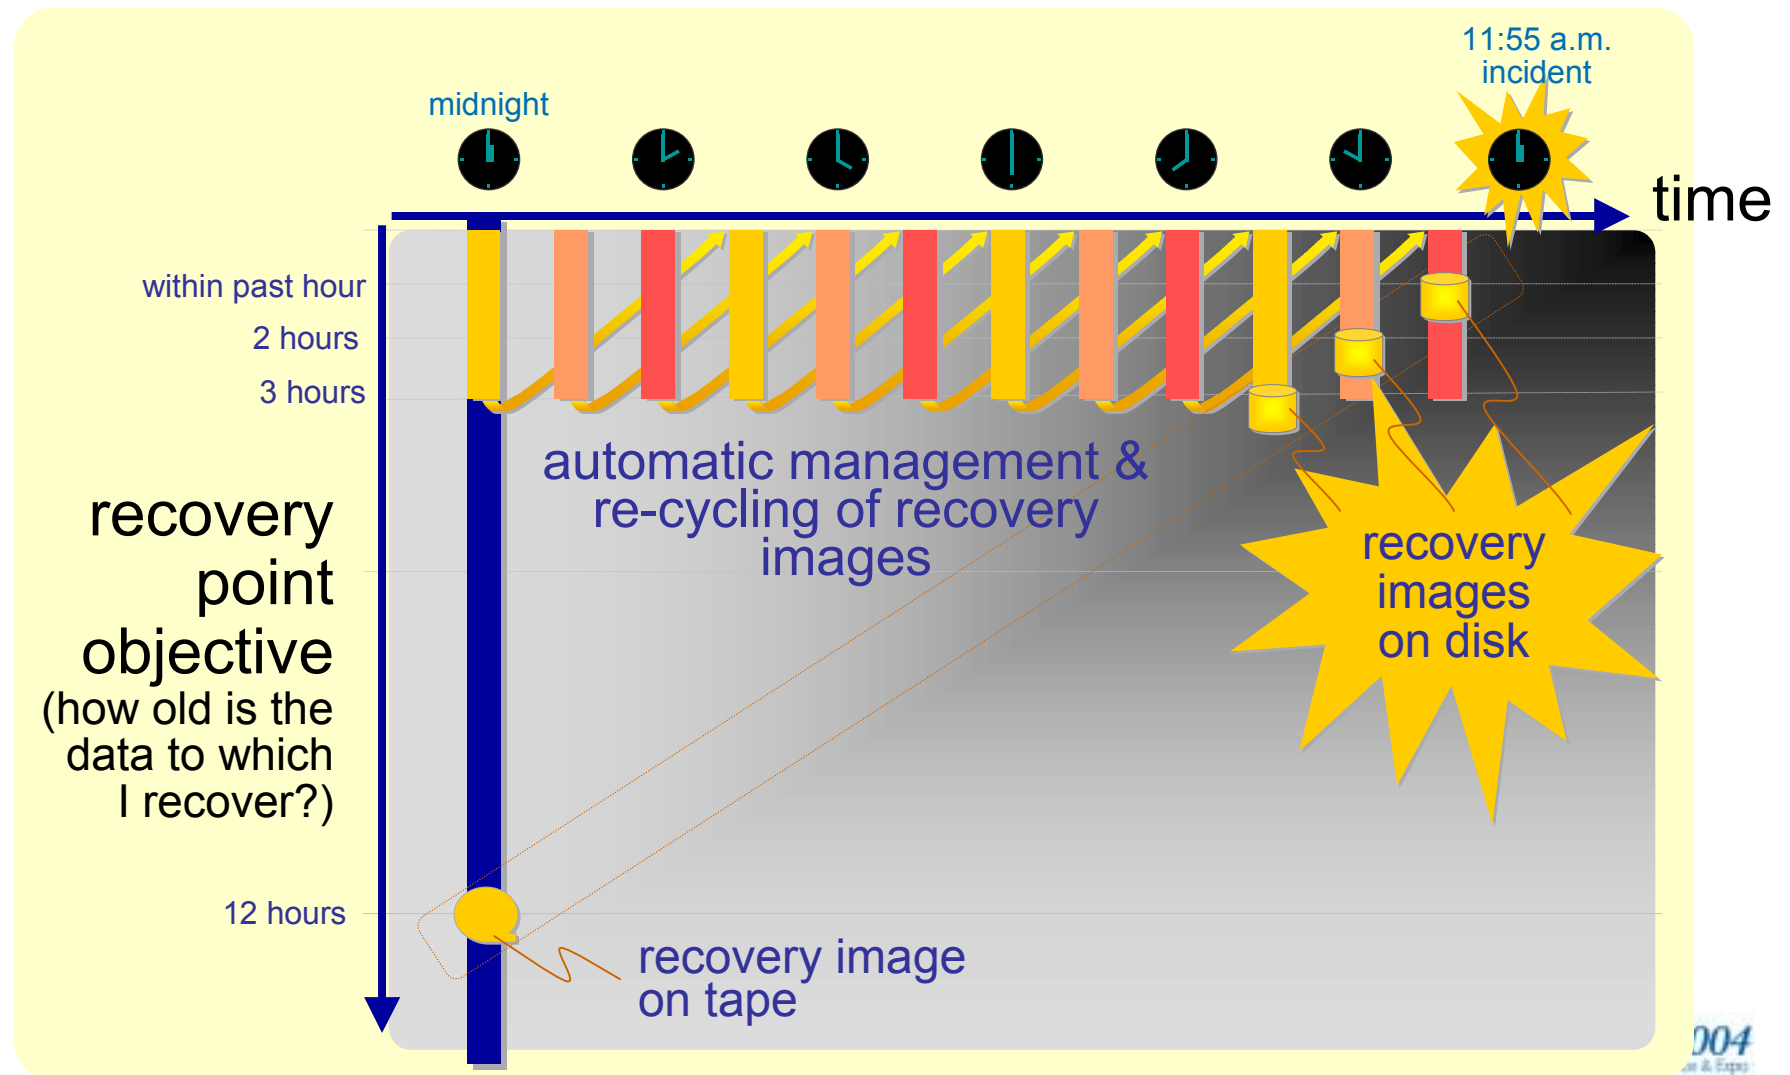 11:55 a.m.
incident
midnight
time
within past hour
2 hours
3 hours
automatic management &
re-cycling of recovery
images
recovery
point
objective
(how old is the
data to which
I recover?)
recovery
images
on disk
12 hours
recovery image
on tape
004
& Expo